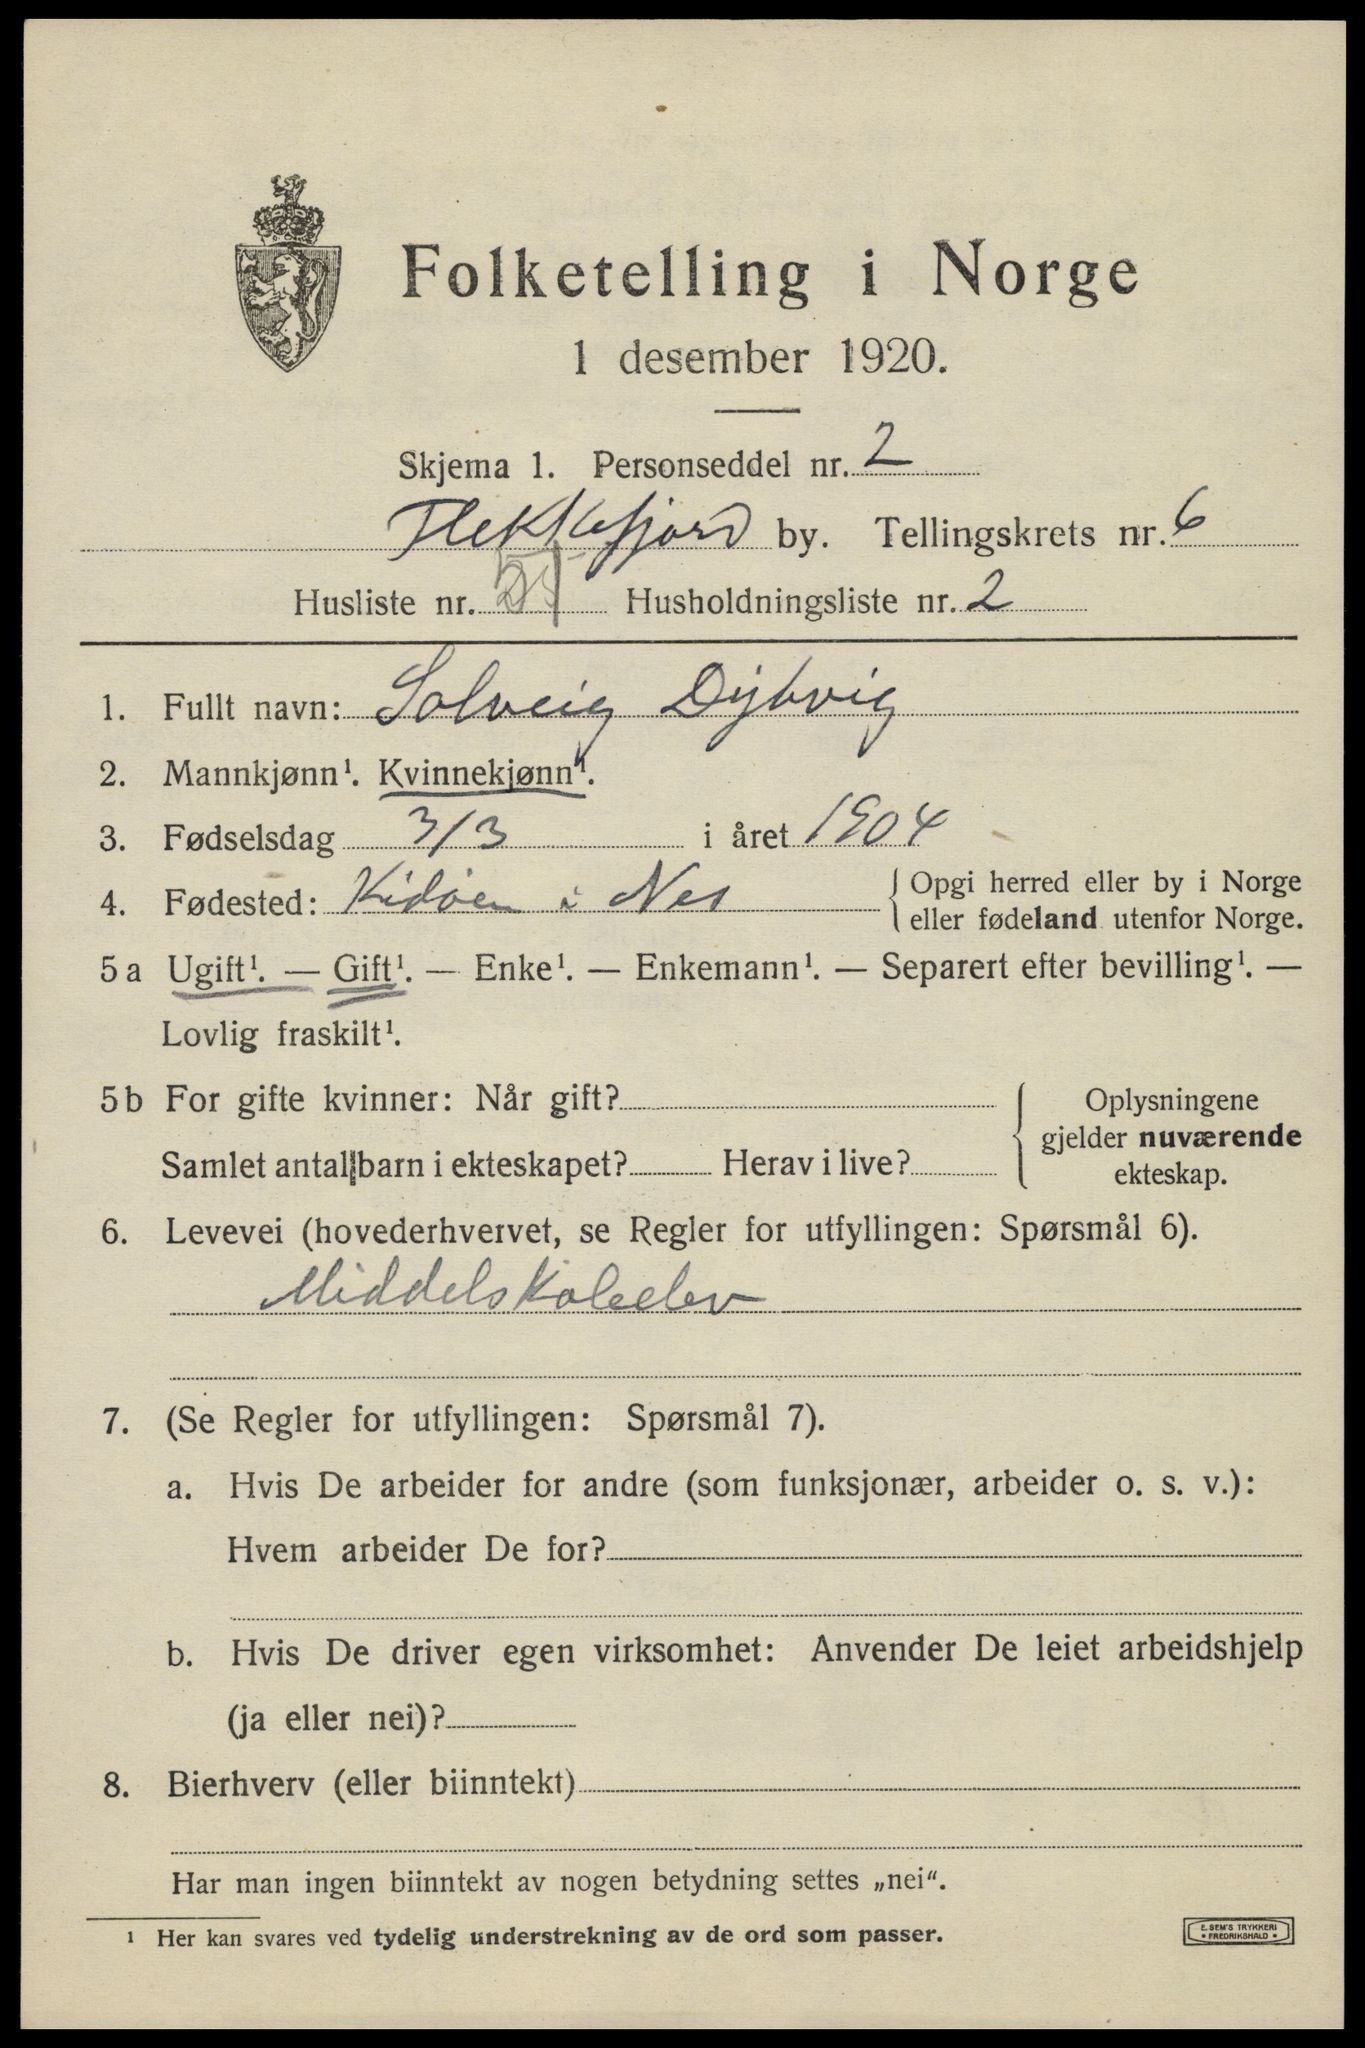 Folketelling i Norge
1 desember 1920.
Skjema 1. Personseddel nr. 2
Flekkefjord by. Tellingskrets nr. 6
Husliste nr. Husholdningsliste nr. 2
1. Fullt navn: Solveig Dybvig
2. Mannkjønn¹. Kvinnekjønn¹.
3. Fødselsdag 3/3 i året 1904
4. Fødested: i Nes { Opgi herred eller by i Norge
eller fødeland utenfor Norge.
5 a Ugift¹. — Gift¹. — Enke¹. — Enkemann¹. — Separert efter bevilling¹. —
Lovlig fraskilt¹.
5 b For gifte kvinner: Når gift?
Samlet antall barn i ekteskapet? Herav i live?
Oplysningene
gjelder nuværende
ekteskap.
6. Levevei (hovederhvervet, se Regler for utfyllingen: Spørsmål 6).
Middelskoleelev
7. (Se Regler for utfyllingen: Spørsmål 7).
a. Hvis De arbeider for andre (som funksjonær, arbeider o. s. v.):
Hvem arbeider De for?
b. Hvis De driver egen virksomhet: Anvender De leiet arbeidshjelp
(ja eller nei)?
8. Bierhverv (eller biinntekt)
Har man ingen biinntekt av nogen betydning settes „nei“.
¹ Her kan svares ved tydelig understrekning av de ord som passer.
E. SEM'S TRYKKERI
• FREDRIKSHALD •